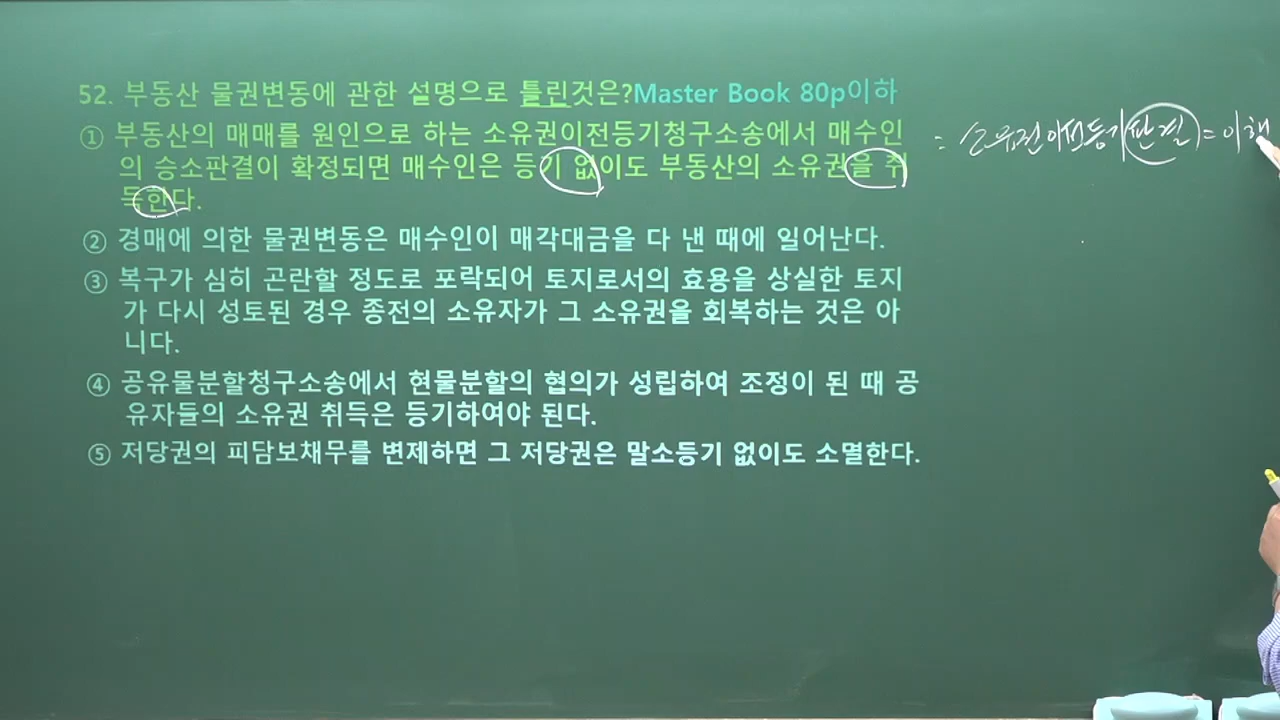 52. 부동산 물권변동에 관한 설명으로 틀린것은?Master Book 80p이하
① 부동산의 매매를 원인으로 하는 소유권이전등기청구소송에서 매수인
의 승소판결이 확정되면 매수인은 등기 없이도 부동산의 소유권을 취
득한다.
= 소유권이전등기판결 = 이행
② 경매에 의한 물권변동은 매수인이 매각대금을 다 낸 때에 일어난다.
③ 복구가 심히 곤란할 정도로 포락되어 토지로서의 효용을 상실한 토지
가 다시 성토된 경우 종전의 소유자가 그 소유권을 회복하는 것은 아
니다.
④ 공유물분할청구소송에서 현물분할의 협의가 성립하여 조정이 된 때 공
유자들의 소유권 취득은 등기하여야 된다.
⑤ 저당권의 피담보채무를 변제하면 그 저당권은 말소등기 없이도 소멸한다.